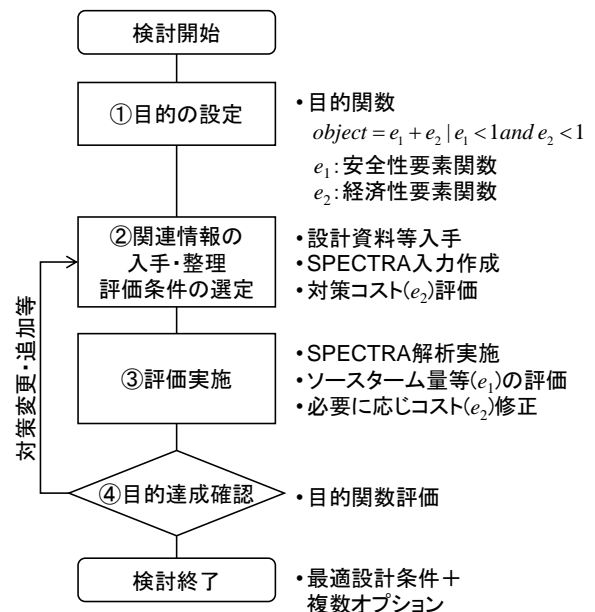 検討開始
①目的の設定
・目的関数
object = e₁ + e₂ | e₁ < 1 and e₂ < 1
e₁:安全性要素関数
e₂:経済性要素関数
②関連情報の
入手・整理
評価条件の選定
・設計資料等入手
・SPECTRA入力作成
・対策コスト(e₂)評価
対策変更・追加等
③評価実施
・SPECTRA解析実施
・ソースターム量等(e₁)の評価
・必要に応じコスト(e₂)修正
④目的達成確認
・目的関数評価
検討終了
・最適設計条件+
複数オプション